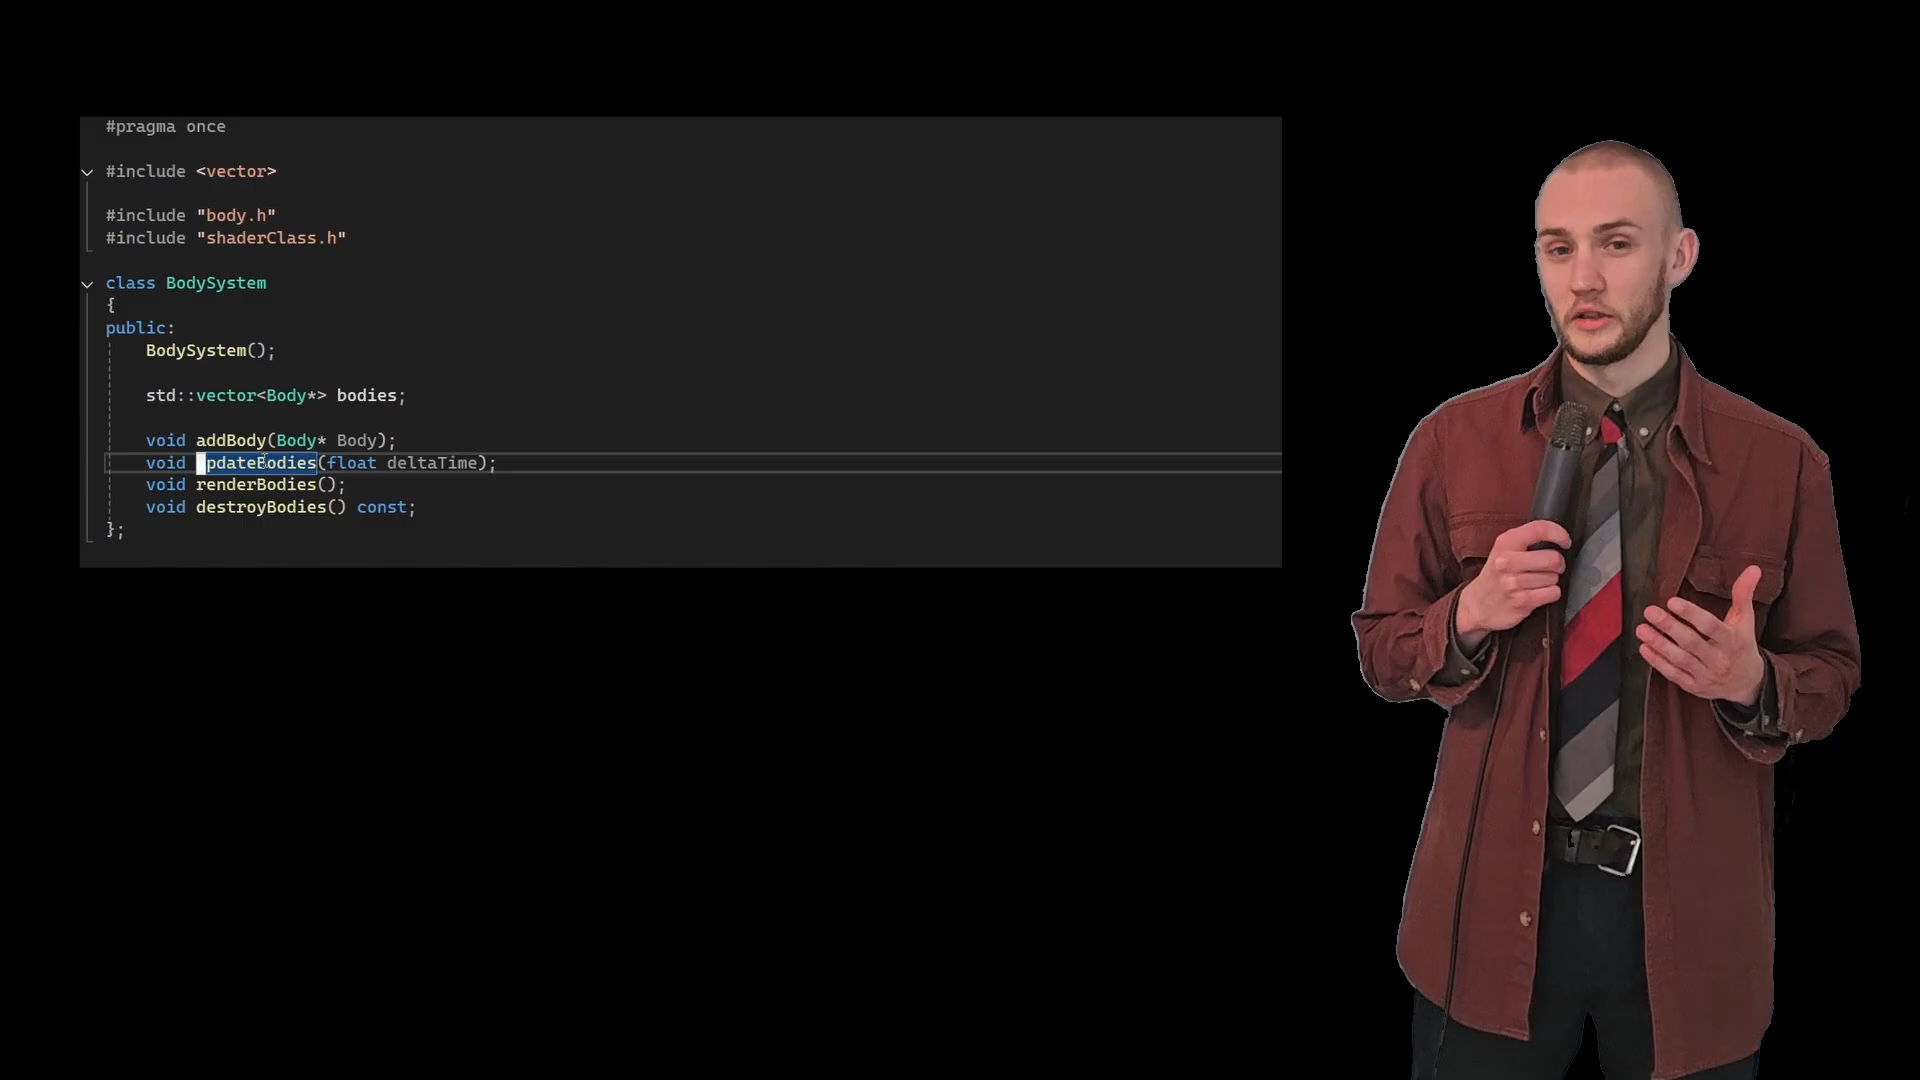 #pragma once
#include <vector>
#include "body.h"
#include "shaderClass.h"
class BodySystem
{
public:
BodySystem();
std::vector<Body*> bodies;
void addBody(Body* Body);
void updateBodies(float deltaTime);
void renderBodies();
void destroyBodies() const;
};